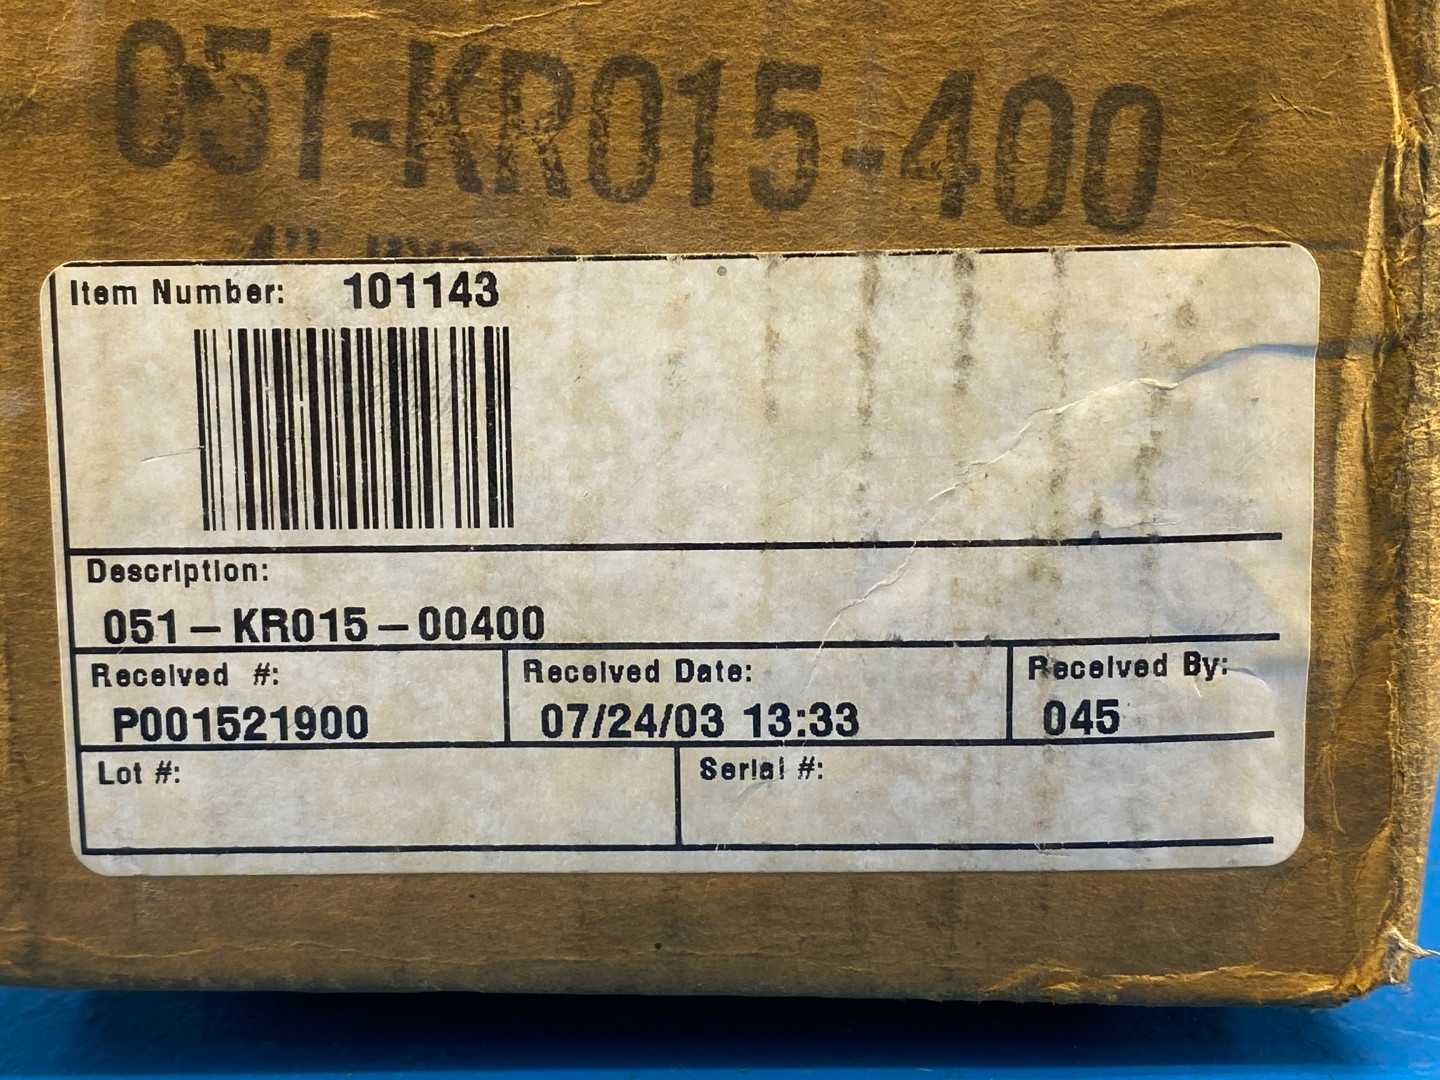 051-KR015-400
4"
Item Number: 101143
Description:
051-KR015-00400
Received #: Received Date: Received By:
P001521900 07/24/03 13:33 045
Lot #: Serial #: